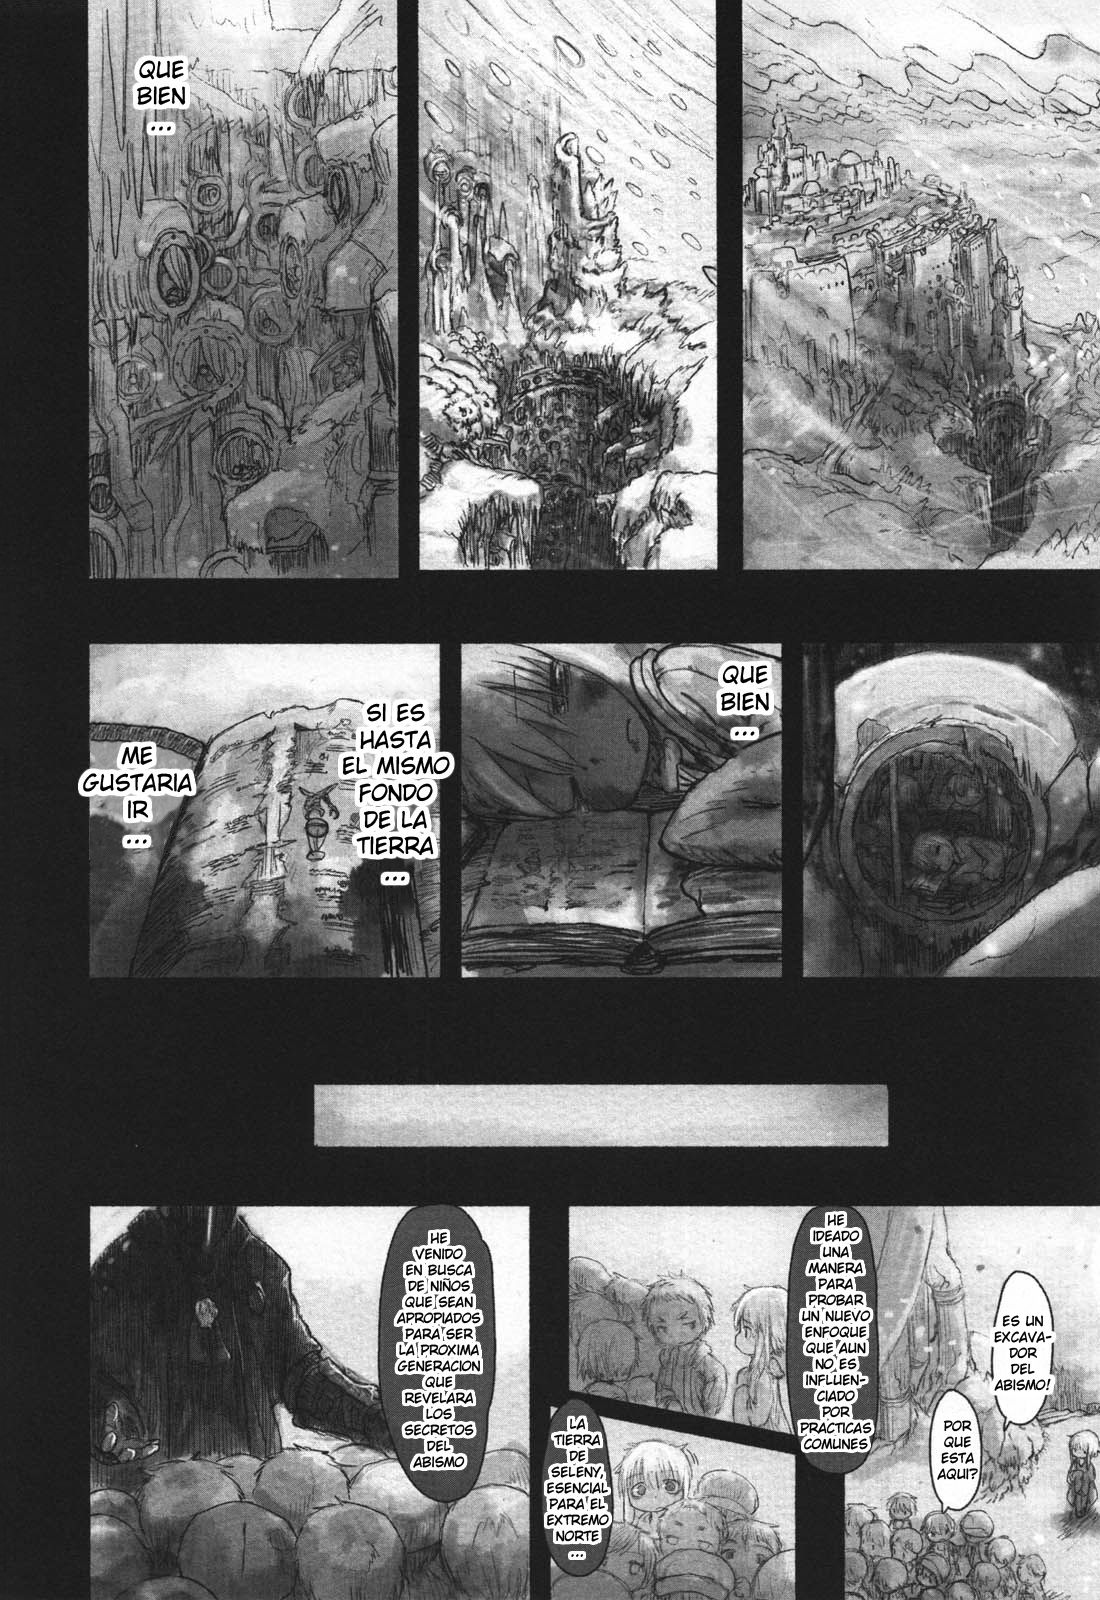 QUE
BIEN
...
QUE
BIEN
...
SI ES
HASTA
EL MISMO
FONDO
DE LA
TIERRA
...
ME
GUSTARIA
IR
...
ES UN
EXCAVA-
DOR
DEL
ABISMO!
POR
QUE
ESTA
AQUI?
HE
IDEADO
UNA
MANERA
PARA
PROBAR
UN NUEVO
ENFOQUE
QUE AUN
NO ES
INFLUEN-
CIADO
POR
PRACTICAS
COMUNES
LA
TIERRA
DE
SELENY,
ESENCIAL
PARA EL
EXTREMO
NORTE
...
HE
VENIDO
EN BUSCA
DE NIÑOS
QUE SEAN
APROPIADOS
PARA SER
LA PROXIMA
GENERACION
QUE
REVELARA
LOS
SECRETOS
DEL
ABISMO